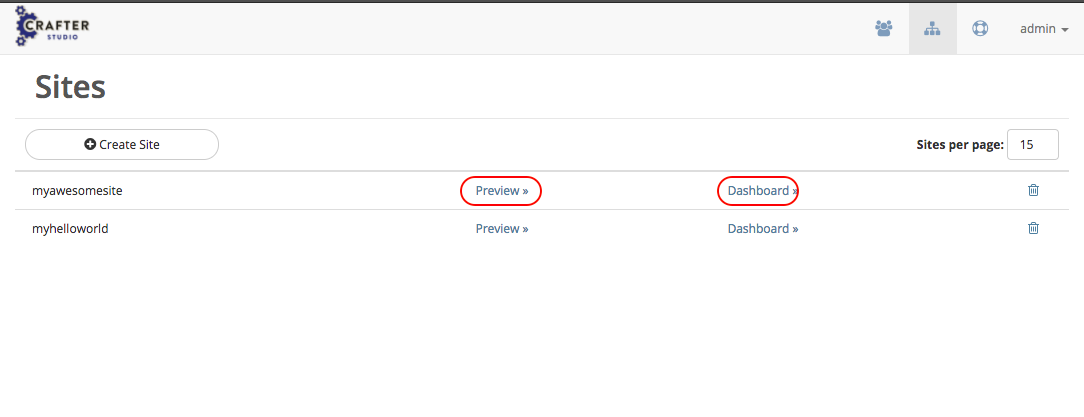 CRAFTER
STUDIO
admin
Sites
Create Site
Sites per page: 15
myawesomesite Preview » Dashboard »
myhelloworld Preview » Dashboard »